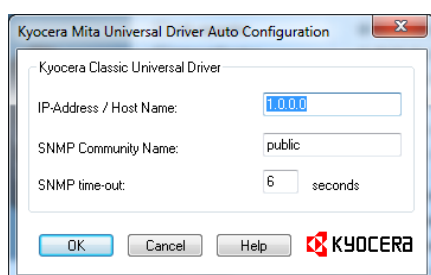 Kyocera Mita Universal Driver Auto Configuration
Kyocera Classic Universal Driver
IP-Address / Host Name: 1.0.0.0
SNMP Community Name: public
SNMP time-out: 6 seconds
OK Cancel Help KYOCERA